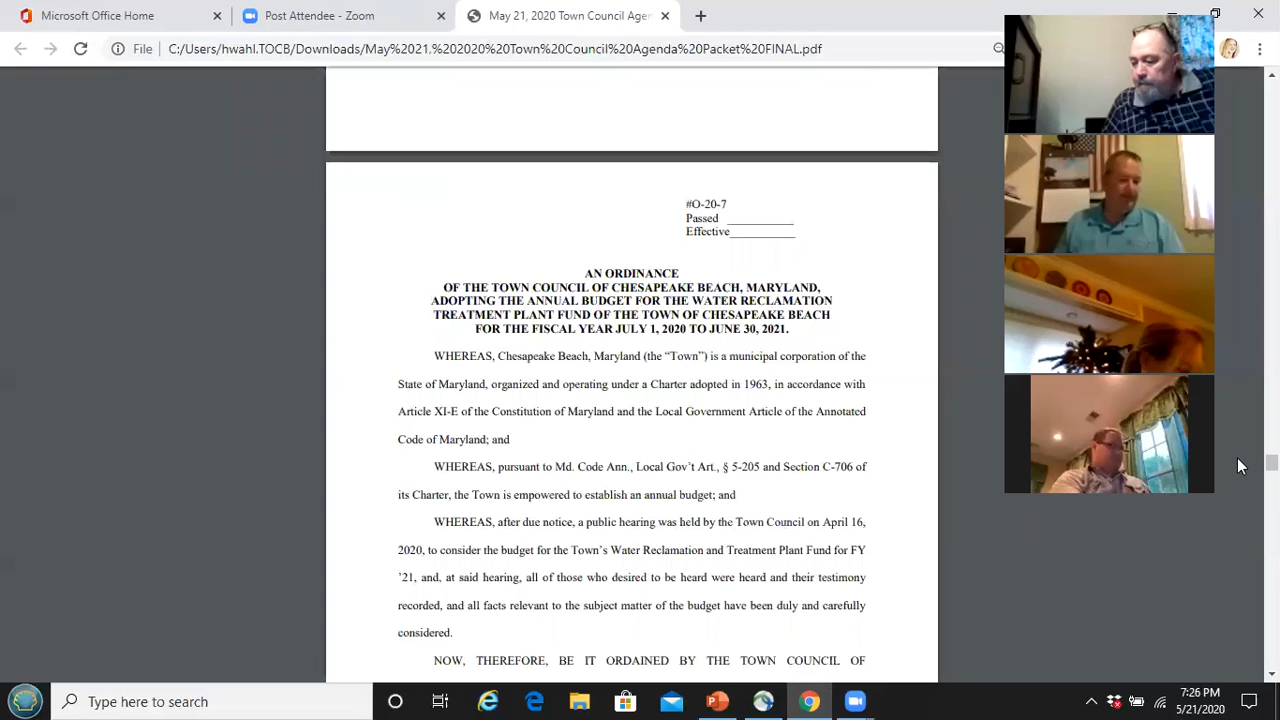 Microsoft Office Home
Post Attendee - Zoom
May 21, 2020 Town Council Agen
File
C:/Users/hwahl.TOCB/Downloads/May%2021,%202020%20Town%20Council%20Agenda%20Packet%20FINAL.pdf
#O-20-7
Passed ____________
Effective____________
AN ORDINANCE
OF THE TOWN COUNCIL OF CHESAPEAKE BEACH, MARYLAND,
ADOPTING THE ANNUAL BUDGET FOR THE WATER RECLAMATION
TREATMENT PLANT FUND OF THE TOWN OF CHESAPEAKE BEACH
FOR THE FISCAL YEAR JULY 1, 2020 TO JUNE 30, 2021.
WHEREAS, Chesapeake Beach, Maryland (the “Town”) is a municipal corporation of the
State of Maryland, organized and operating under a Charter adopted in 1963, in accordance with
Article XI-E of the Constitution of Maryland and the Local Government Article of the Annotated
Code of Maryland; and
WHEREAS, pursuant to Md. Code Ann., Local Gov’t Art., § 5-205 and Section C-706 of
its Charter, the Town is empowered to establish an annual budget; and
WHEREAS, after due notice, a public hearing was held by the Town Council on April 16,
2020, to consider the budget for the Town’s Water Reclamation and Treatment Plant Fund for FY
’21, and, at said hearing, all of those who desired to be heard were heard and their testimony
recorded, and all facts relevant to the subject matter of the budget have been duly and carefully
considered.
NOW, THEREFORE, BE IT ORDAINED BY THE TOWN COUNCIL OF
Type here to search
7:26 PM
5/21/2020